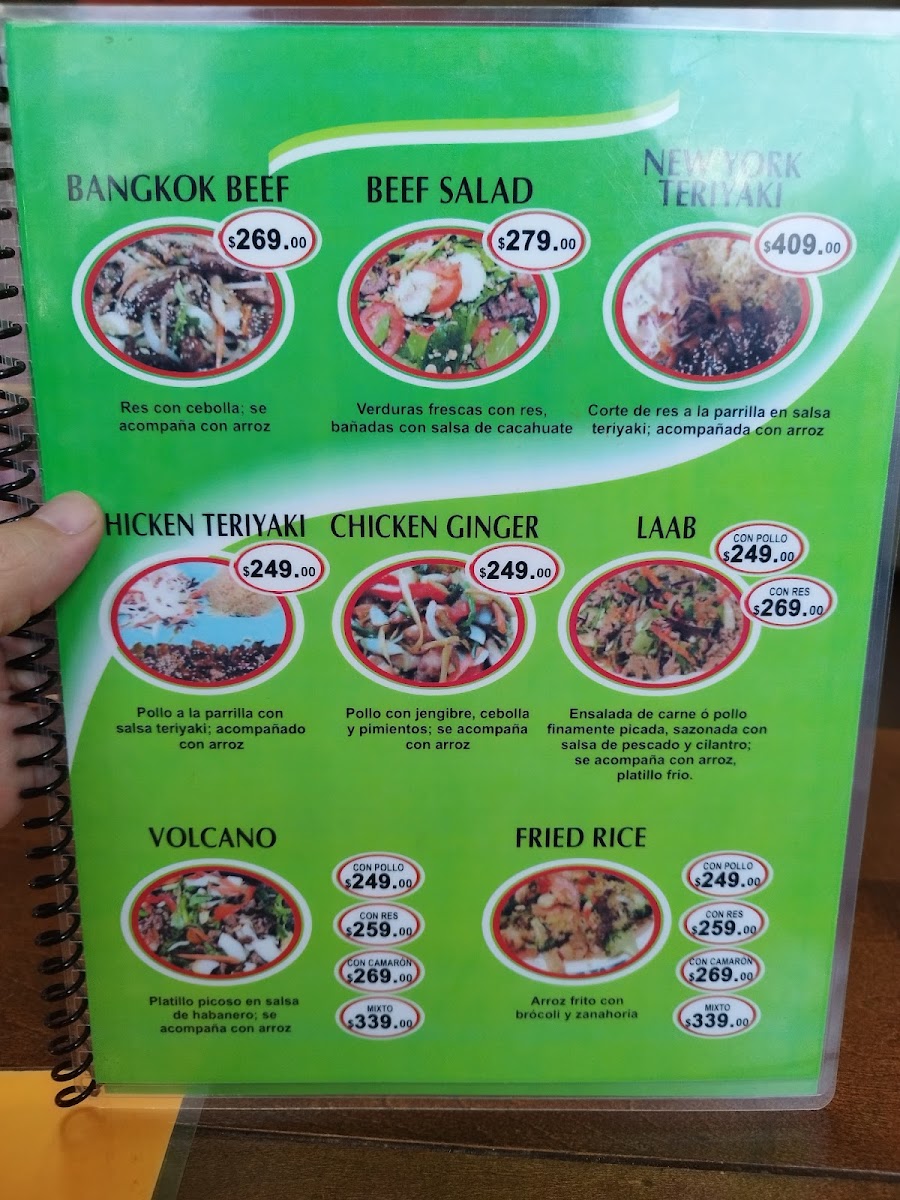 BANGKOK BEEF
$269.00
Res con cebolla; se
acompaña con arroz
BEEF SALAD
$279.00
Verduras frescas con res,
bañadas con salsa de cacahuate
NEW YORK
TERIYAKI
$409.00
Corte de res a la parrilla en salsa
teriyaki; acompañada con arroz
HICKEN TERIYAKI
$249.00
Pollo a la parrilla con
salsa teriyaki; acompañado
con arroz
CHICKEN GINGER
$249.00
Pollo con jengibre, cebolla
y pimientos; se acompaña
con arroz
LAAB
CON POLLO
$249.00
CON RES
$269.00
Ensalada de carne ó pollo
finamente picada, sazonada con
salsa de pescado y cilantro;
se acompaña con arroz,
platillo frio.
VOLCANO
CON POLLO
$249.00
CON RES
$259.00
CON CAMARÓN
$269.00
MIXTO
$339.00
Platillo picoso en salsa
de habanero; se
acompaña con arroz
FRIED RICE
CON POLLO
$249.00
CON RES
$259.00
CON CAMARÓN
$269.00
MIXTO
$339.00
Arroz frito con
brócoli y zanahoria